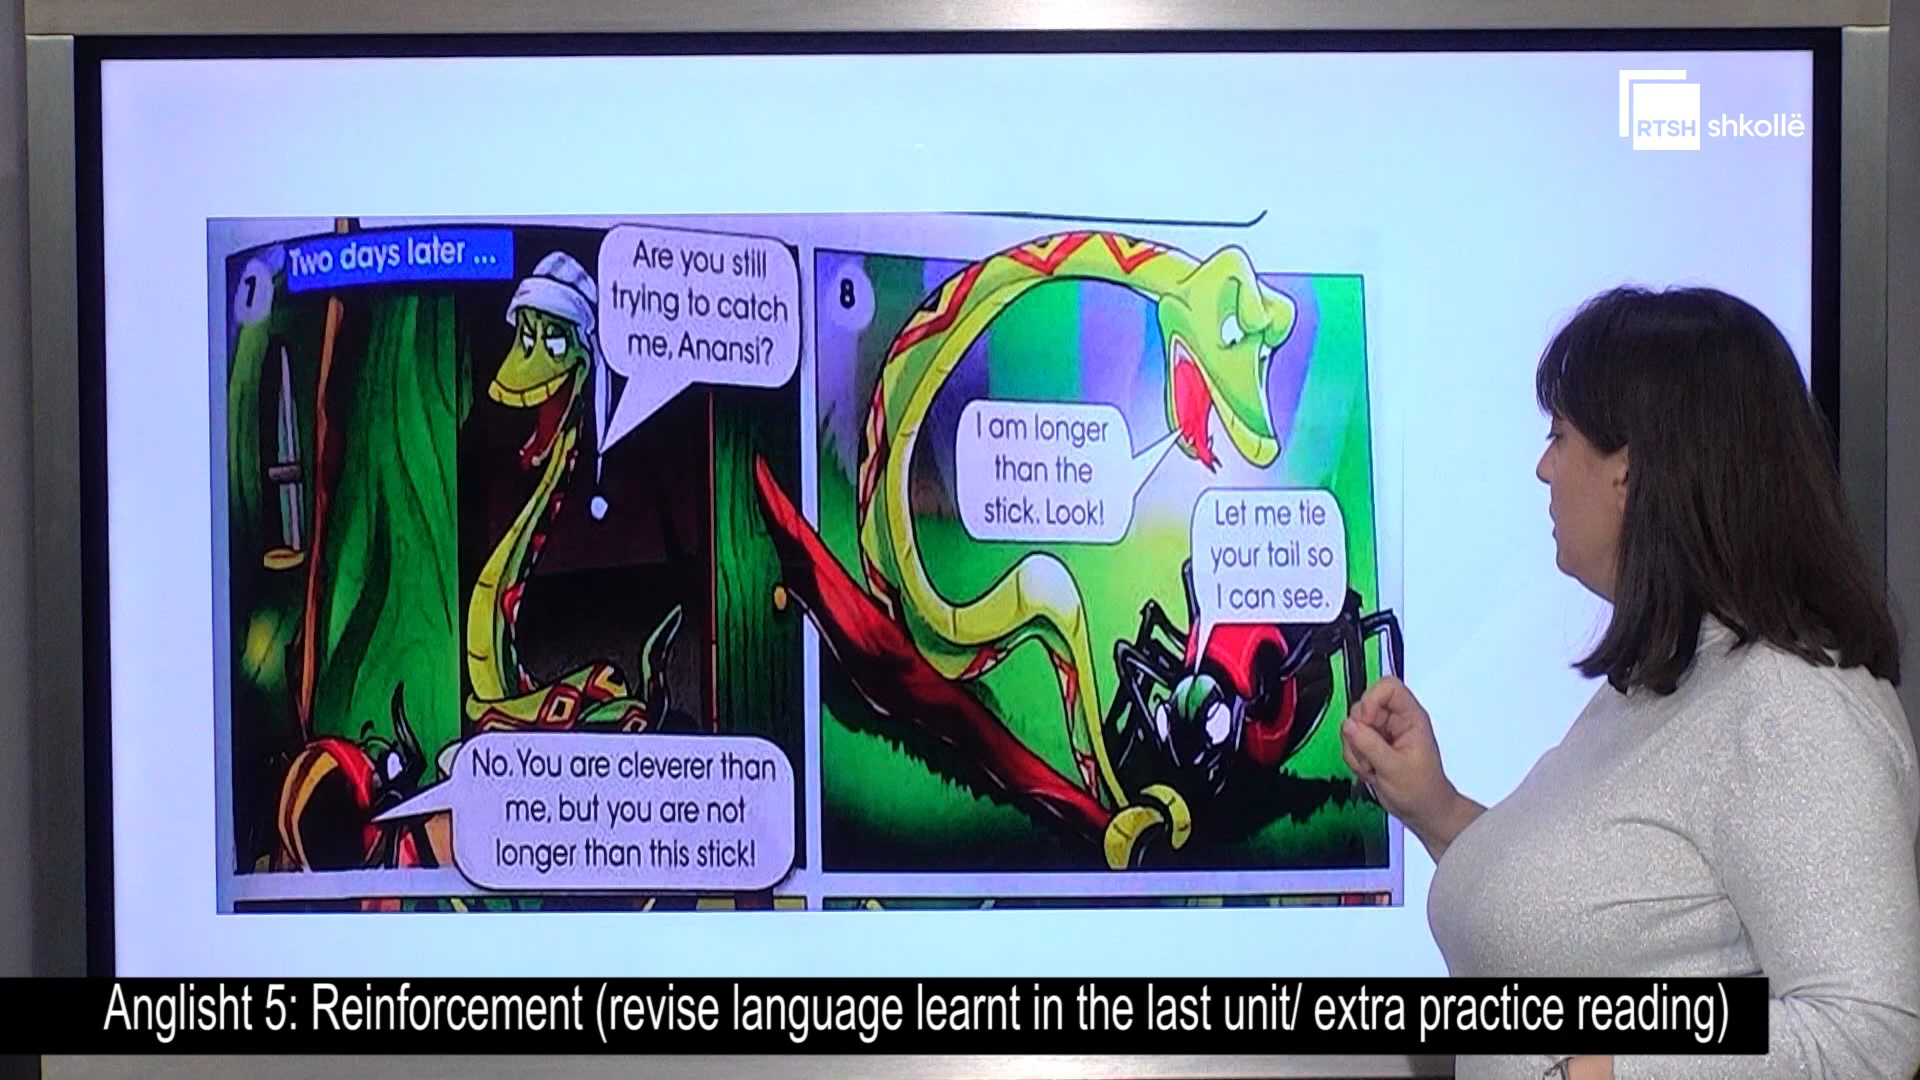 RTSH shkollë
7
Two days later ...
Are you still
trying to catch
me, Anansi?
No. You are cleverer than
me, but you are not
longer than this stick!
8
I am longer
than the
stick. Look!
Let me tie
your tail so
I can see.
Anglisht 5: Reinforcement (revise language learnt in the last unit/ extra practice reading)